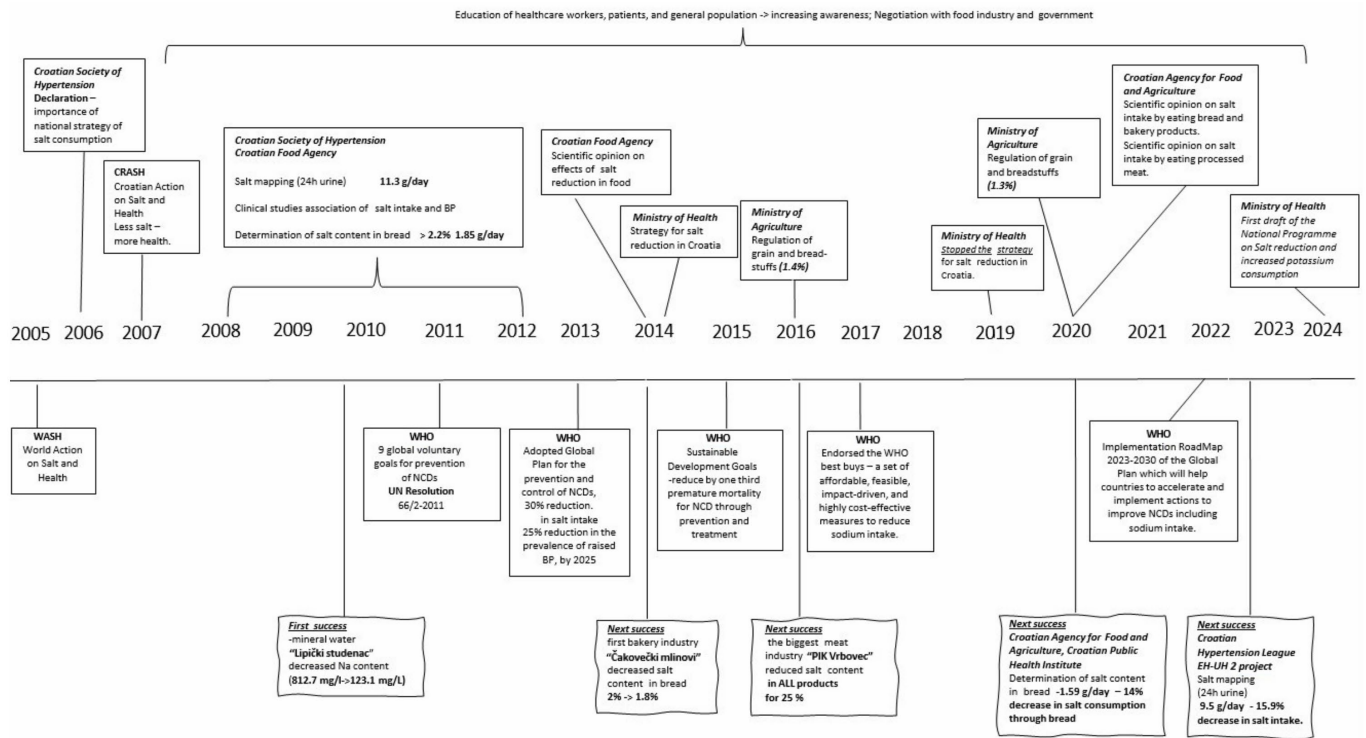 Education of healthcare workers, patients, and general population -> increasing awareness; Negotiation with food industry and government
Croatian Society of
Hypertension
Declaration –
importance of
national strategy of
salt consumption
CRASH
Croatian Action
on Salt and
Health
Less salt –
more health.
Croatian Society of Hypertension
Croatian Food Agency
Salt mapping (24h urine) 11.3 g/day
Clinical studies association of salt intake and BP
Determination of salt content in bread > 2.2% 1.85 g/day
Croatian Food Agency
Scientific opinion on
effects of salt
reduction in food
Ministry of Health
Strategy for salt
reduction in Croatia
Ministry of
Agriculture
Regulation of
grain and bread-
stuffs (1.4%)
Ministry of Health
Stopped the strategy
for salt reduction in
Croatia.
Ministry of
Agriculture
Regulation of grain
and breadstuffs
(1.3%)
Croatian Agency for Food
and Agriculture
Scientific opinion on salt
intake by eating bread and
bakery products.
Scientific opinion on salt
intake by eating processed
meat.
Ministry of Health
First draft of the
National Programme
on Salt reduction and
increased potassium
consumption
2005 2006 2007 2008 2009 2010 2011 2012 2013 2014 2015 2016 2017 2018 2019 2020 2021 2022 2023 2024
WASH
World Action
on Salt and
Health
WHO
9 global voluntary
goals for prevention
of NCDs
UN Resolution
66/2-2011
WHO
Adopted Global
Plan for the
prevention and
control of NCDs,
30% reduction.
in salt intake
25% reduction in the
prevalence of raised
BP, by 2025
WHO
Sustainable
Development Goals
-reduce by one third
premature mortality
for NCD through
prevention and
treatment
WHO
Endorsed the WHO
best buys – a set of
affordable, feasible,
impact-driven, and
highly cost-effective
measures to reduce
sodium intake.
WHO
Implementation RoadMap
2023-2030 of the Global
Plan which will help
countries to accelerate and
implement actions to
improve NCDs including
sodium intake.
First success
-mineral water
“Lipički studenac”
decreased Na content
(812.7 mg/l->123.1 mg/L)
Next success
first bakery industry
“Čakovečki mlinovi”
decreased salt
content in bread
2% -> 1.8%
Next success
the biggest meat
industry “PIK Vrbovec”
reduced salt content
in ALL products
for 25 %
Next success
Croatian Agency for Food and
Agriculture, Croatian Public
Health Institute
Determination of salt content
in bread -1.59 g/day – 14%
decrease in salt consumption
through bread
Next success
Croatian
Hypertension League
EH-UH 2 project
Salt mapping
(24h urine)
9.5 g/day - 15.9%
decrease in salt intake.